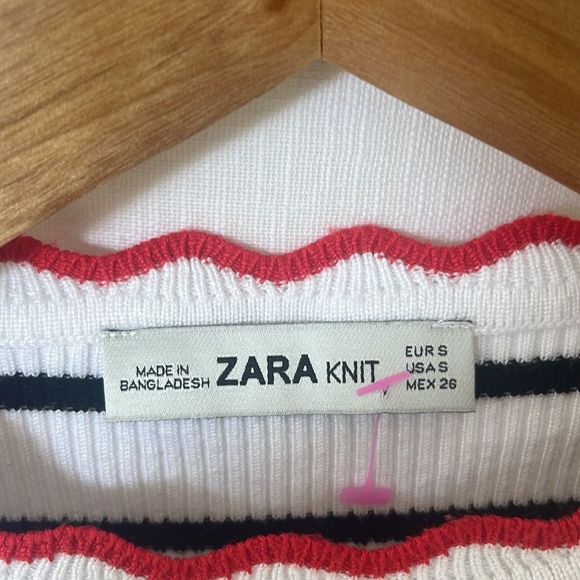 MADE IN
BANGLADESH
ZARA KNIT
EUR S
USA S
MEX 26